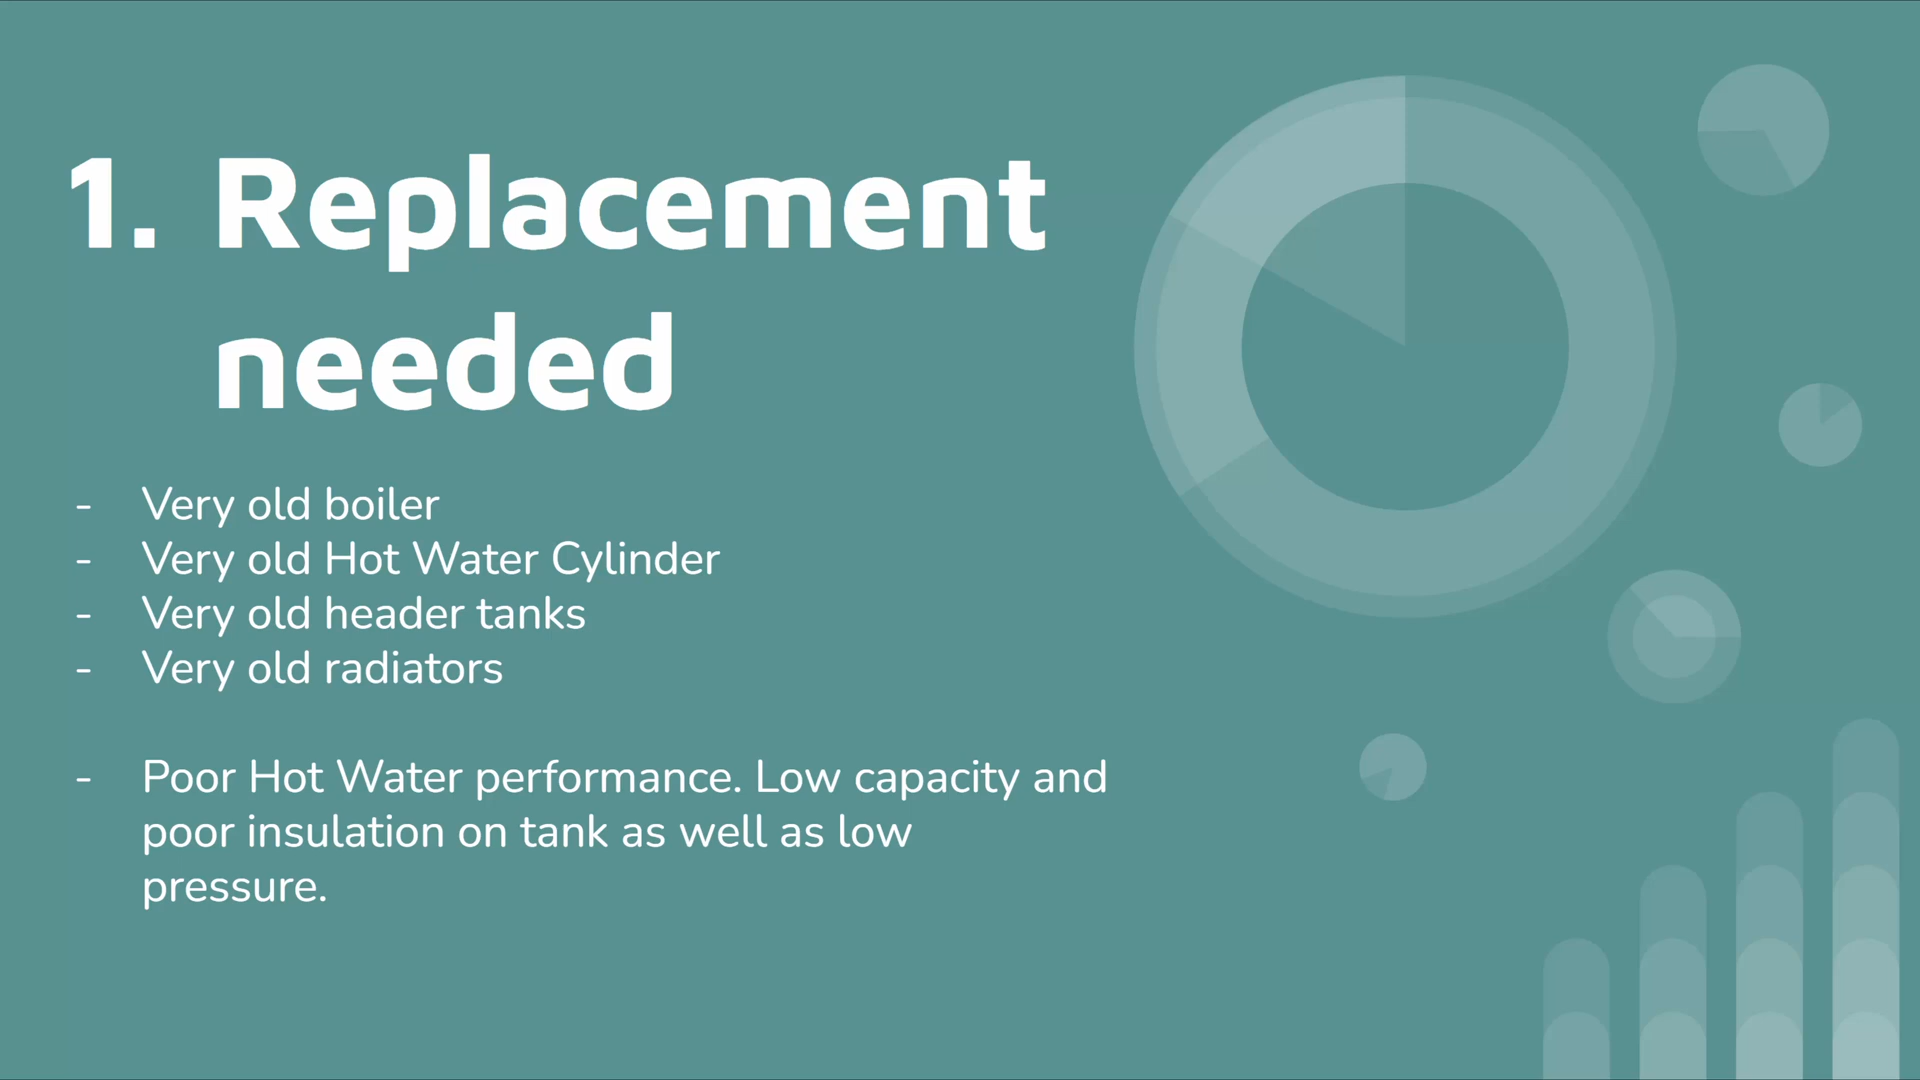 1. Replacement
needed
- Very old boiler
- Very old Hot Water Cylinder
- Very old header tanks
- Very old radiators
- Poor Hot Water performance. Low capacity and
poor insulation on tank as well as low
pressure.